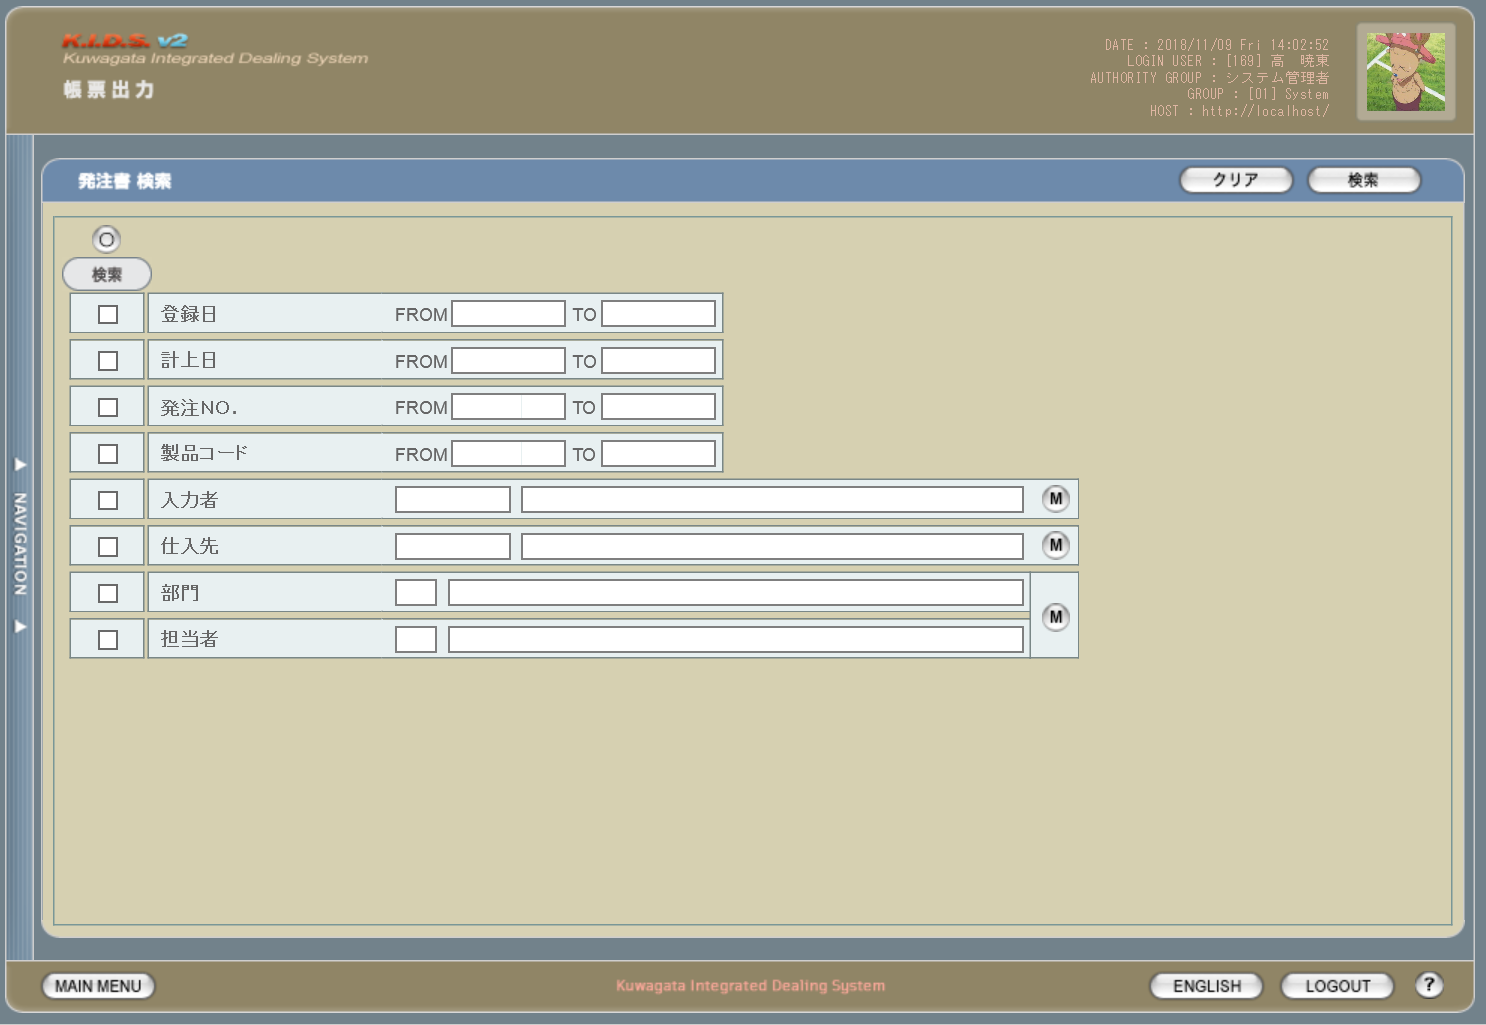 K.I.D.S. v2
Kuwagata Integrated Dealing System
帳票出力
DATE : 2018/11/09 Fri 14:02:52
LOGIN USER : [169] 高　暁東
AUTHORITY GROUP : システム管理者
GROUP : [01] System
HOST : http://localhost/
発注書 検索
クリア
検索
検索
登録日 FROM TO
計上日 FROM TO
発注NO. FROM TO
製品コード FROM TO
入力者 M
仕入先 M
部門
M
担当者
NAVIGATION
MAIN MENU
Kuwagata Integrated Dealing System
ENGLISH
LOGOUT
?